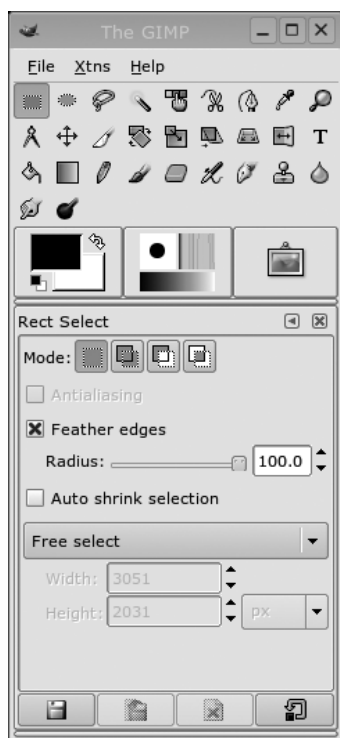 The GIMP
File Xtns Help
T
Rect Select
Mode:
Antialiasing
Feather edges
Radius: 100.0
Auto shrink selection
Free select
Width: 3051
Height: 2031 px